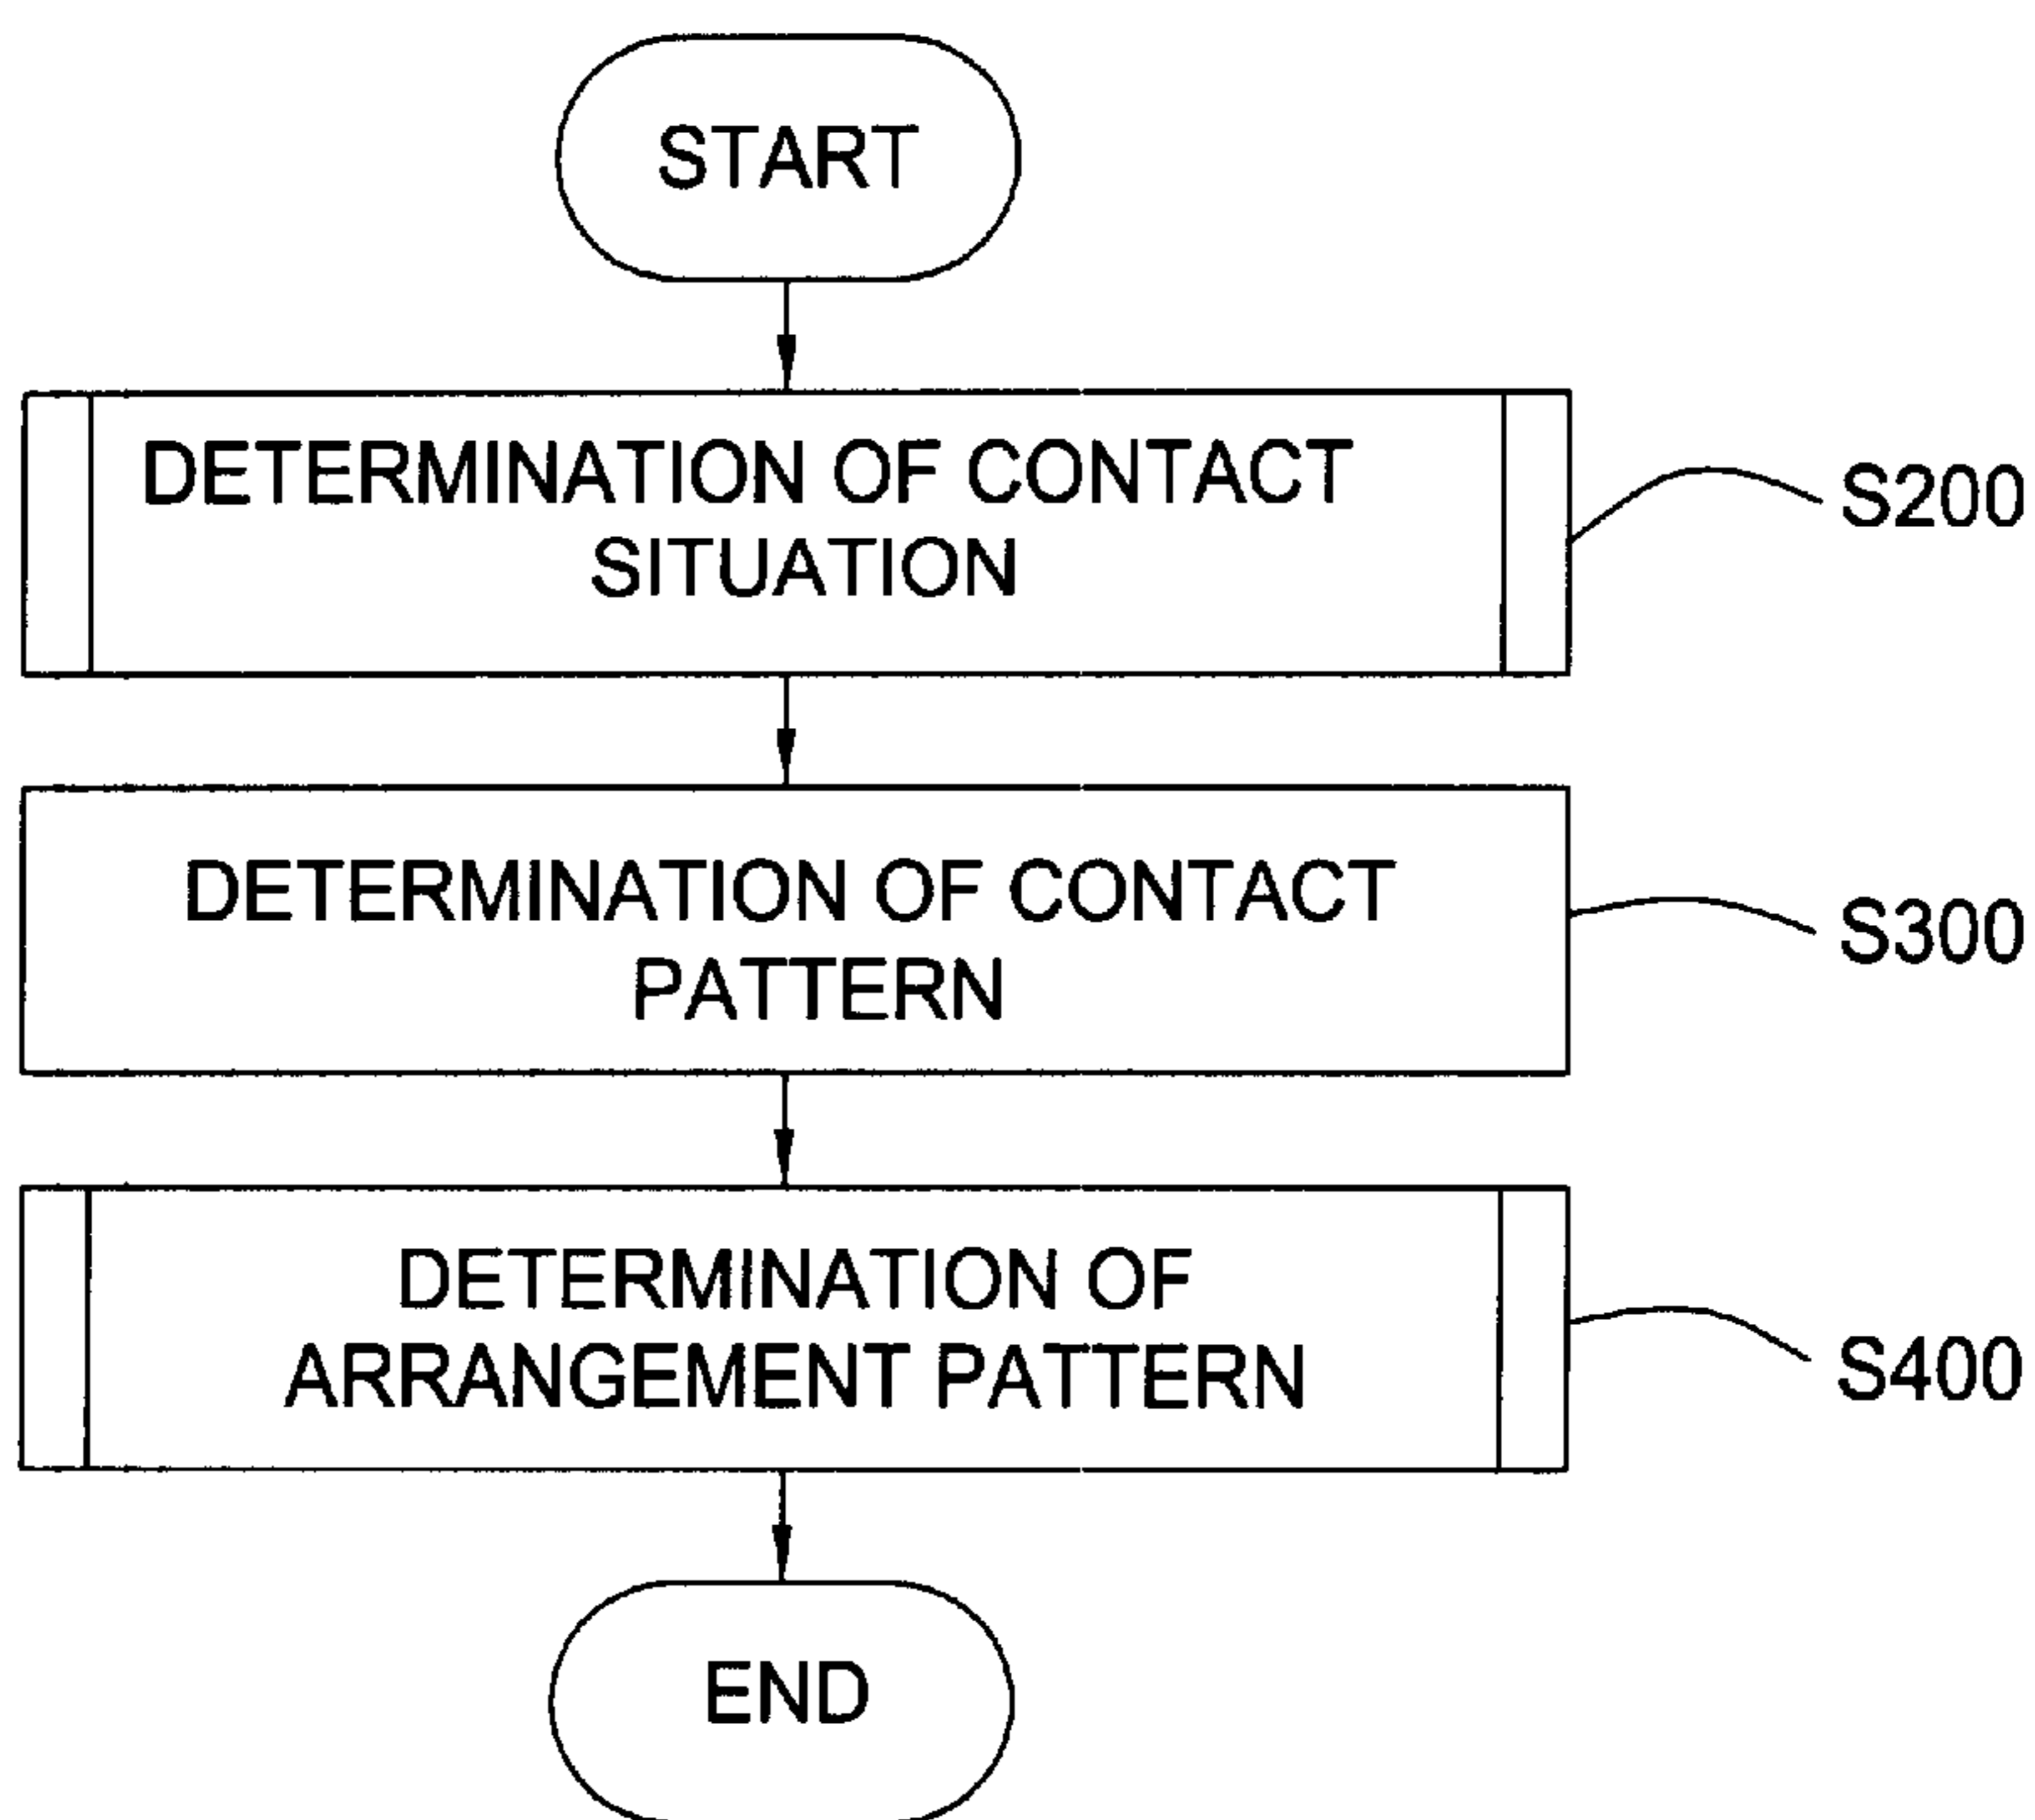 START
DETERMINATION OF CONTACT
SITUATION
S200
DETERMINATION OF CONTACT
PATTERN
S300
DETERMINATION OF
ARRANGEMENT PATTERN
S400
END